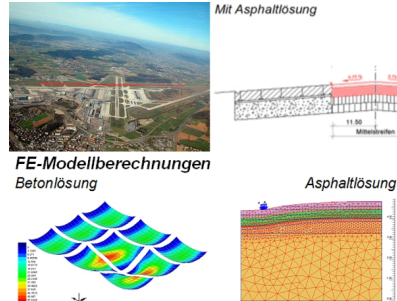 Mit Asphaltlösung
11.50
Mittelstreifen
FE-Modellberechnungen
Betonlösung
Asphaltlösung